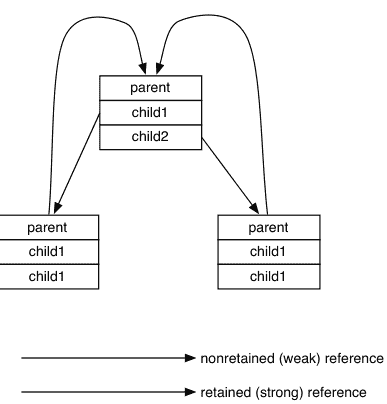 parent
child1
child2
parent
child1
child1
parent
child1
child1
nonretained (weak) reference
retained (strong) reference